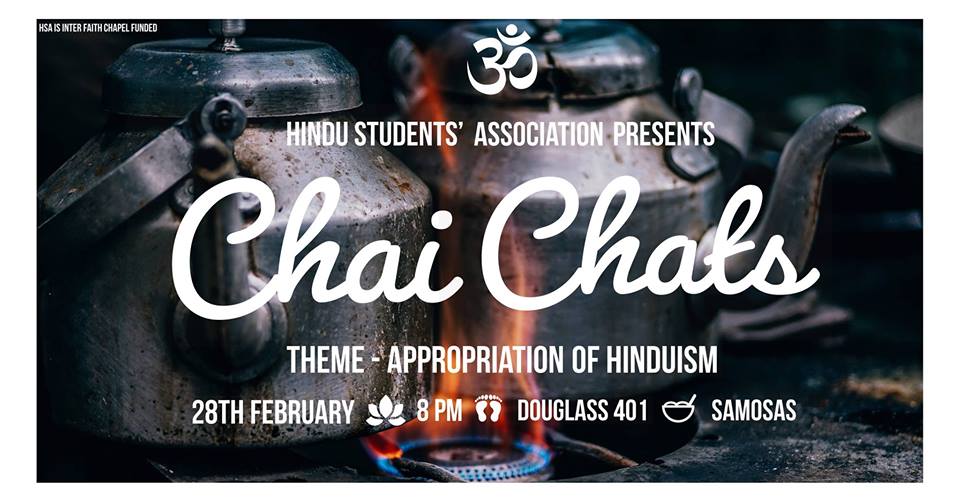 HSA IS INTER FAITH CHAPEL FUNDED
ॐ
HINDU STUDENTS' ASSOCIATION PRESENTS
Chai Chats
THEME - APPROPRIATION OF HINDUISM
28TH FEBRUARY 8 PM DOUGLASS 401 SAMOSAS